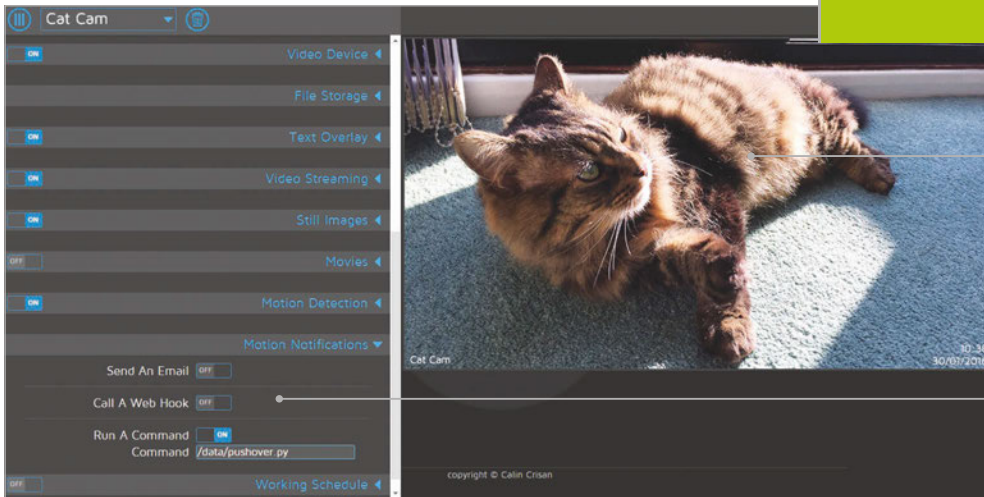 Cat Cam
ON
Video Device
File Storage
ON
Text Overlay
ON
Video Streaming
ON
Still Images
OFF
Movies
ON
Motion Detection
Motion Notifications
Send An Email
OFF
Call A Web Hook
OFF
Run A Command
ON
Command
/data/pushover.py
OFF
Working Schedule
Cat Cam
copyright © Calin Crisan